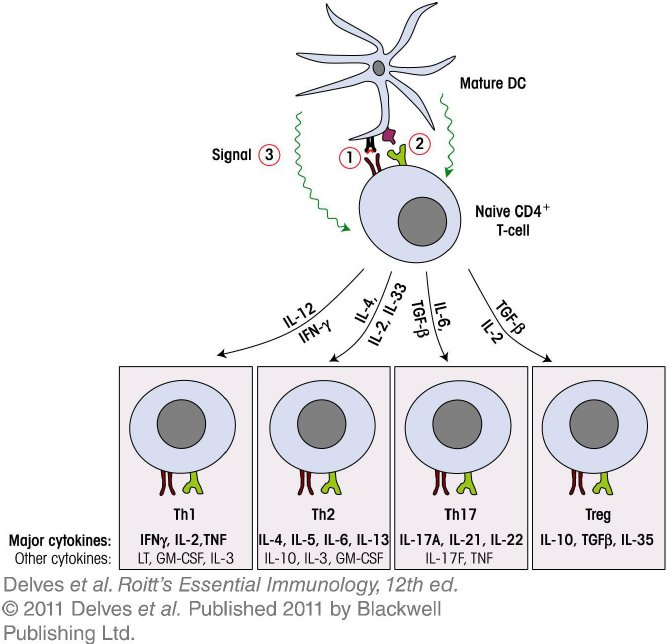 Mature DC
Signal 3
1
2
Naive CD4+
T-cell
IL-12
IFN-γ
IL-4,
IL-2, IL-33
IL-6,
TGF-β
TGF-β
IL-2
Th1
Th2
Th17
Treg
Major cytokines: IFNγ, IL-2,TNF IL-4, IL-5, IL-6, IL-13 IL-17A, IL-21, IL-22 IL-10, TGFβ, IL-35
Other cytokines: LT, GM-CSF, IL-3 IL-10, IL-3, GM-CSF IL-17F, TNF
Delves et al. Roitt's Essential Immunology, 12th ed.
© 2011 Delves et al. Published 2011 by Blackwell
Publishing Ltd.